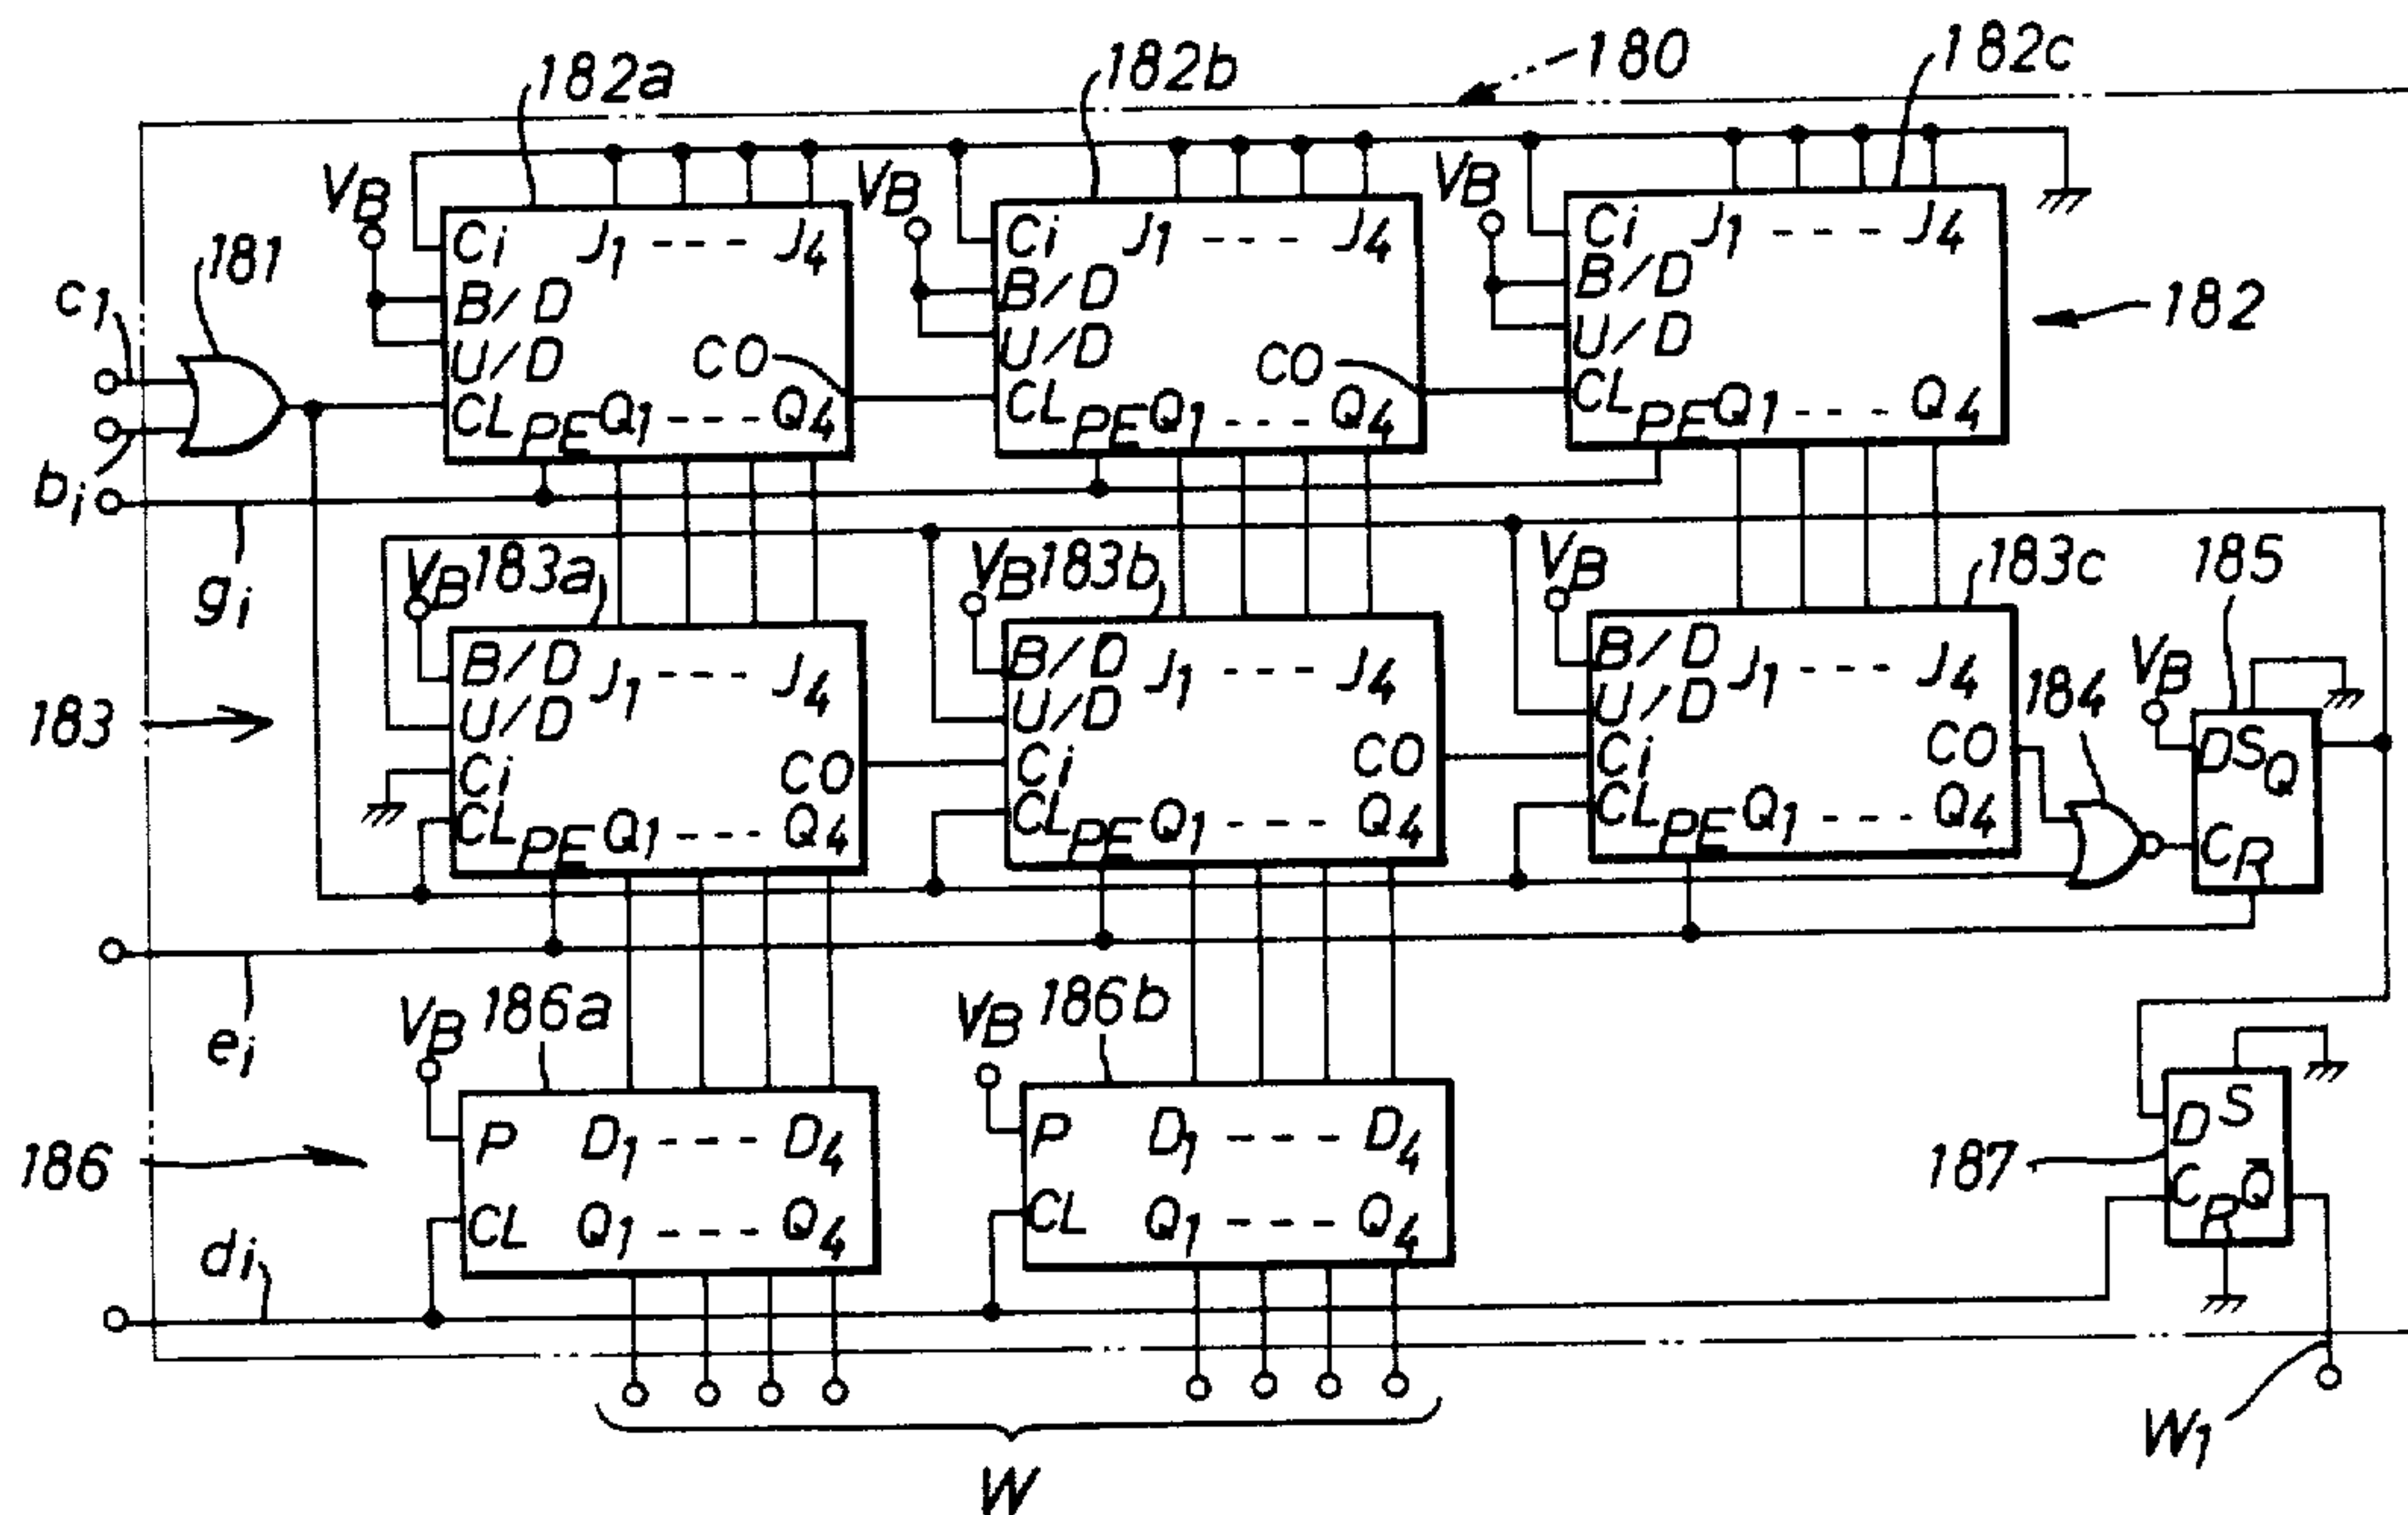 182a 182b 180 182c
VB VB VB
181
c1
bi
gi
Ci J1 --- J4
B/D
U/D
CO
CL PE Q1 --- Q4
Ci J1 --- J4
B/D
U/D
CO
CL PE Q1 --- Q4
Ci J1 --- J4
B/D
U/D
CL PE Q1 --- Q4
182
VB 183a VB 183b VB 183c 185
183
B/D J1 --- J4
U/D
Ci CO
CL PE Q1 --- Q4
B/D J1 --- J4
U/D
Ci CO
CL PE Q1 --- Q4
B/D J1 --- J4
U/D
Ci CO
CL PE Q1 --- Q4
184
VB
D S Q
C R
ei
VB 186a VB 186b
186
P D1 --- D4
CL Q1 --- Q4
P D1 --- D4
CL Q1 --- Q4
187
D S
C R Q̄
di
W
W1